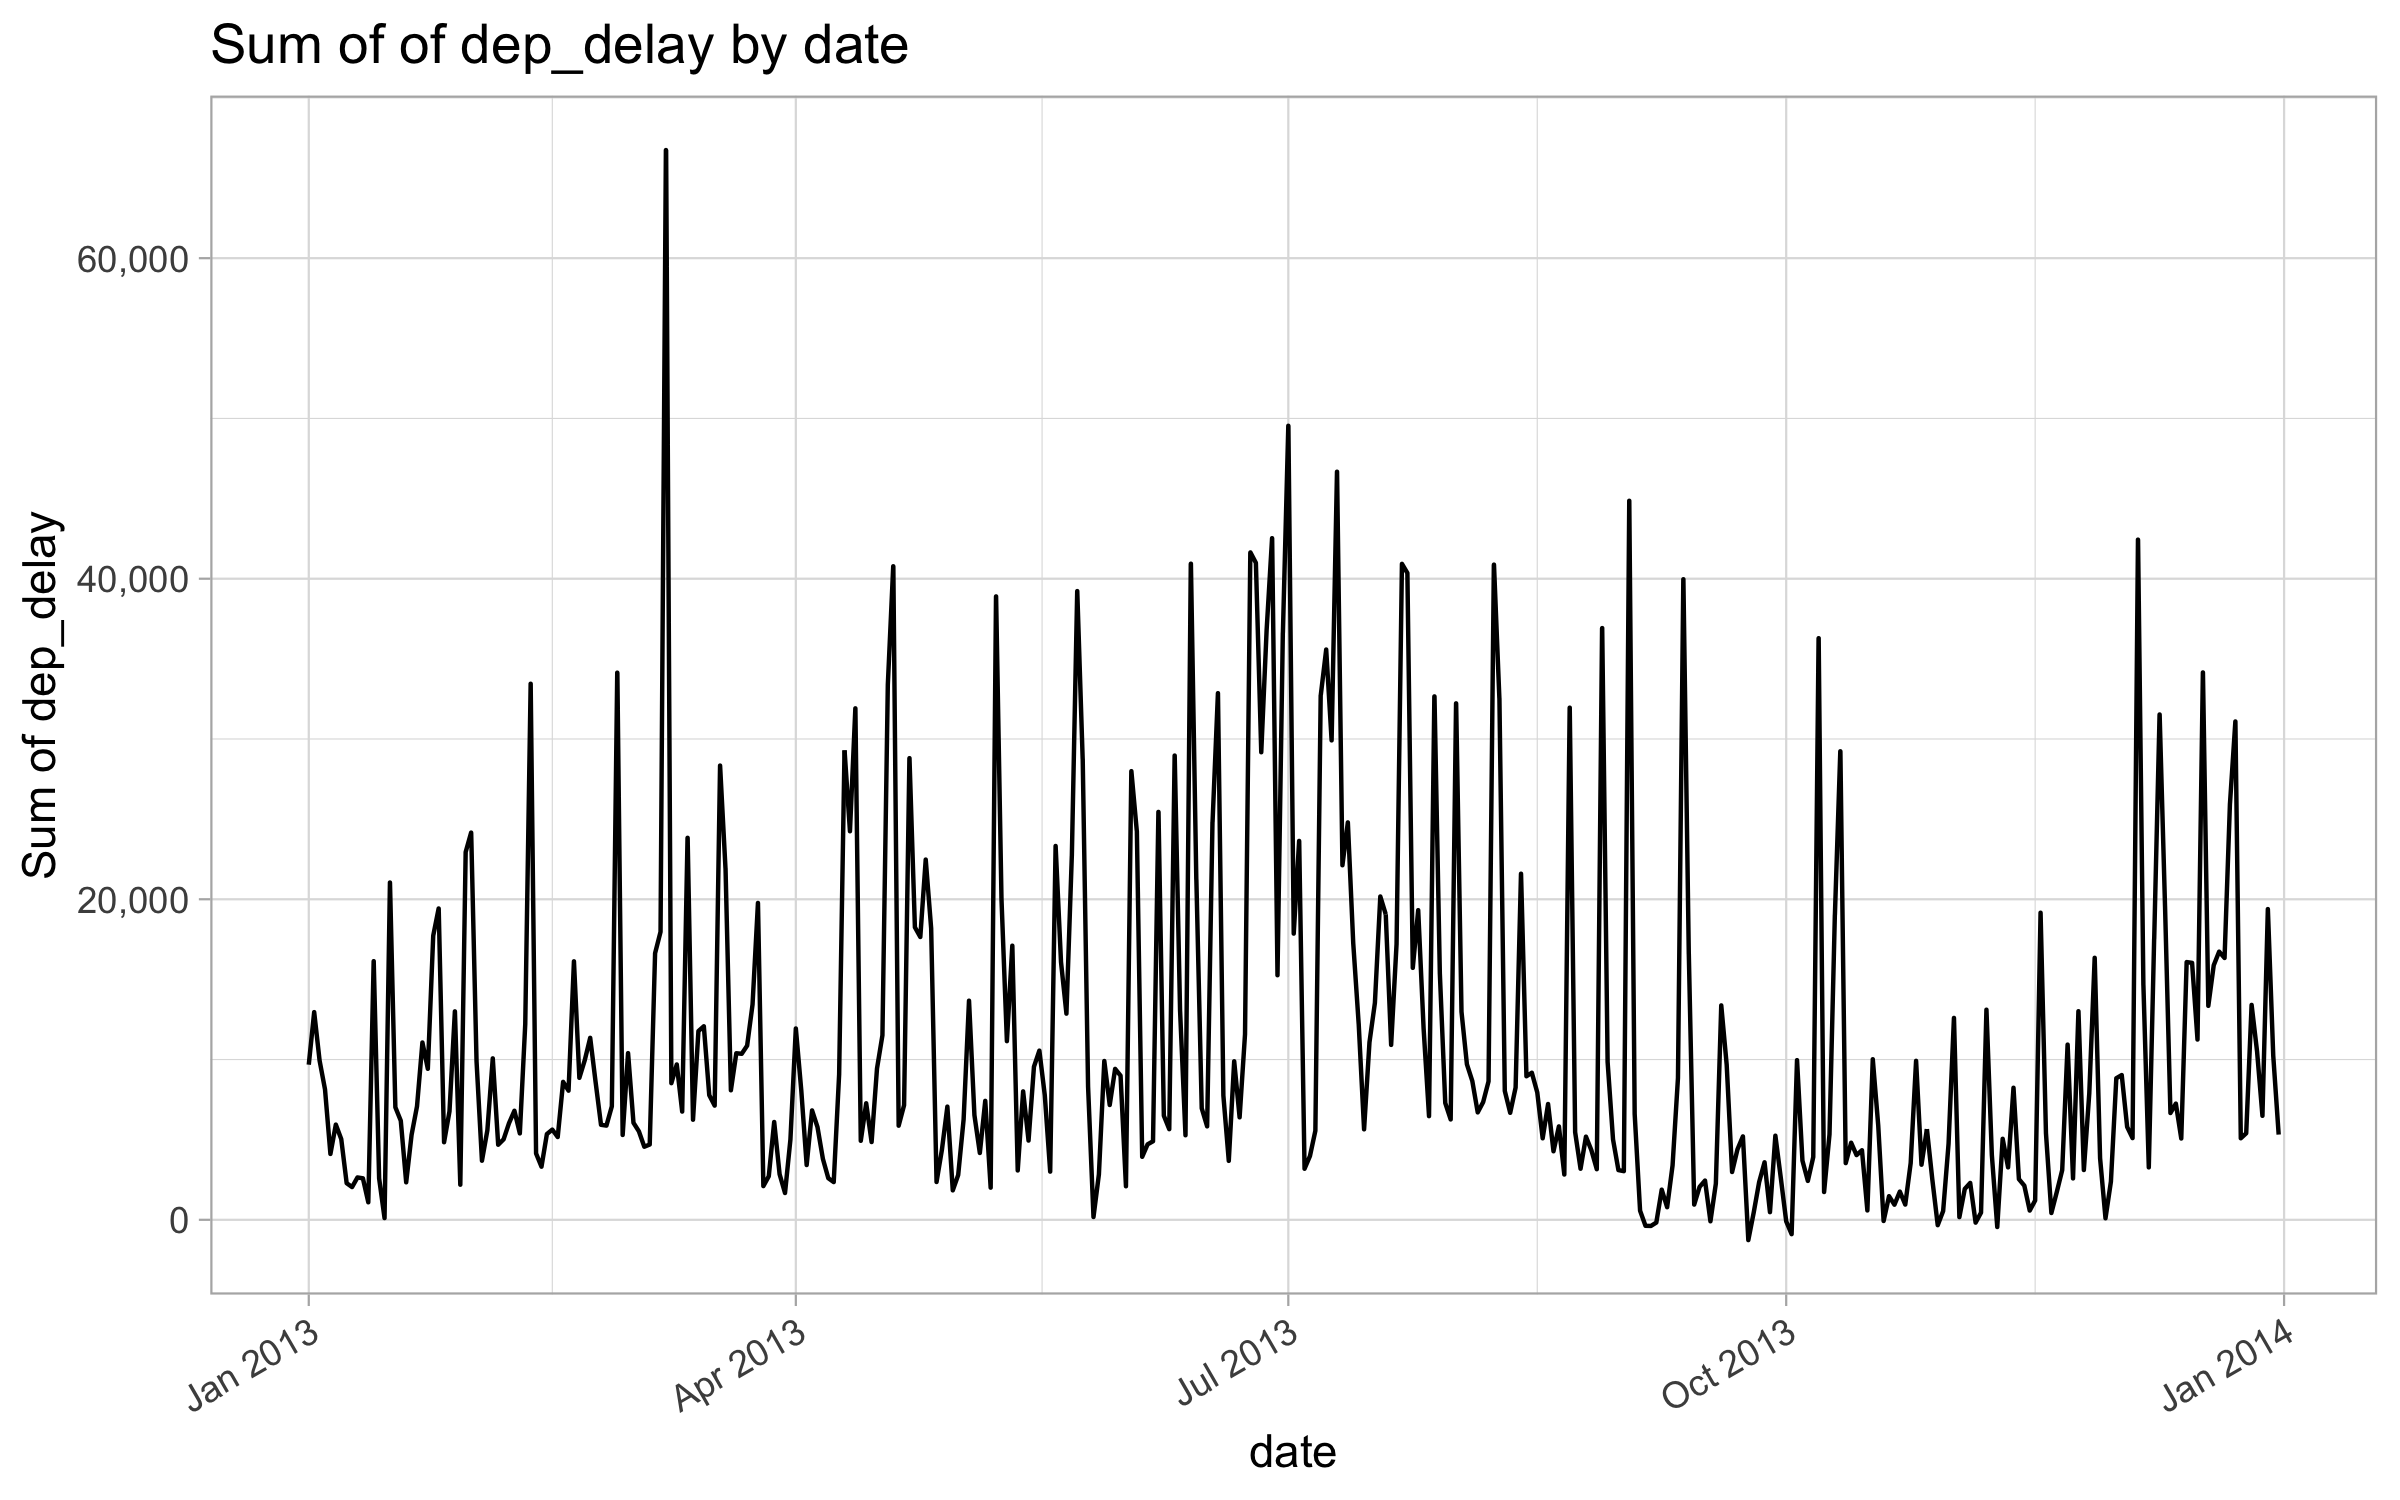 Sum of of dep_delay by date
Sum of dep_delay
60,000
40,000
20,000
0
Jan 2013
Apr 2013
Jul 2013
Oct 2013
Jan 2014
date